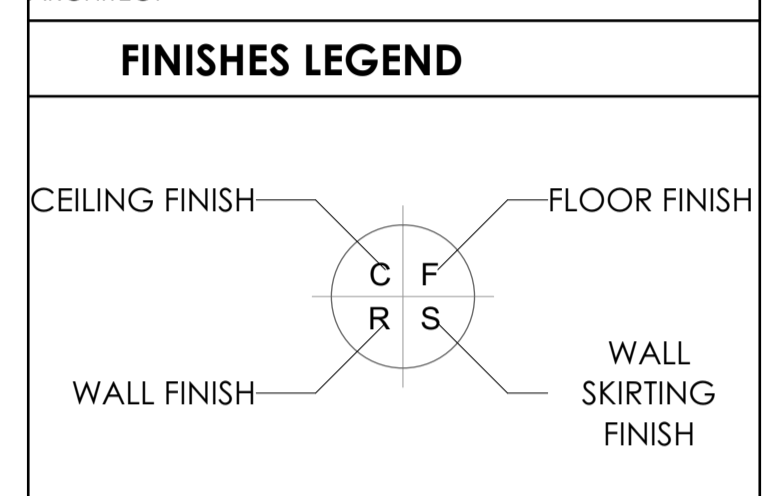 FINISHES LEGEND
CEILING FINISH
FLOOR FINISH
C F
R S
WALL FINISH
WALL
SKIRTING
FINISH